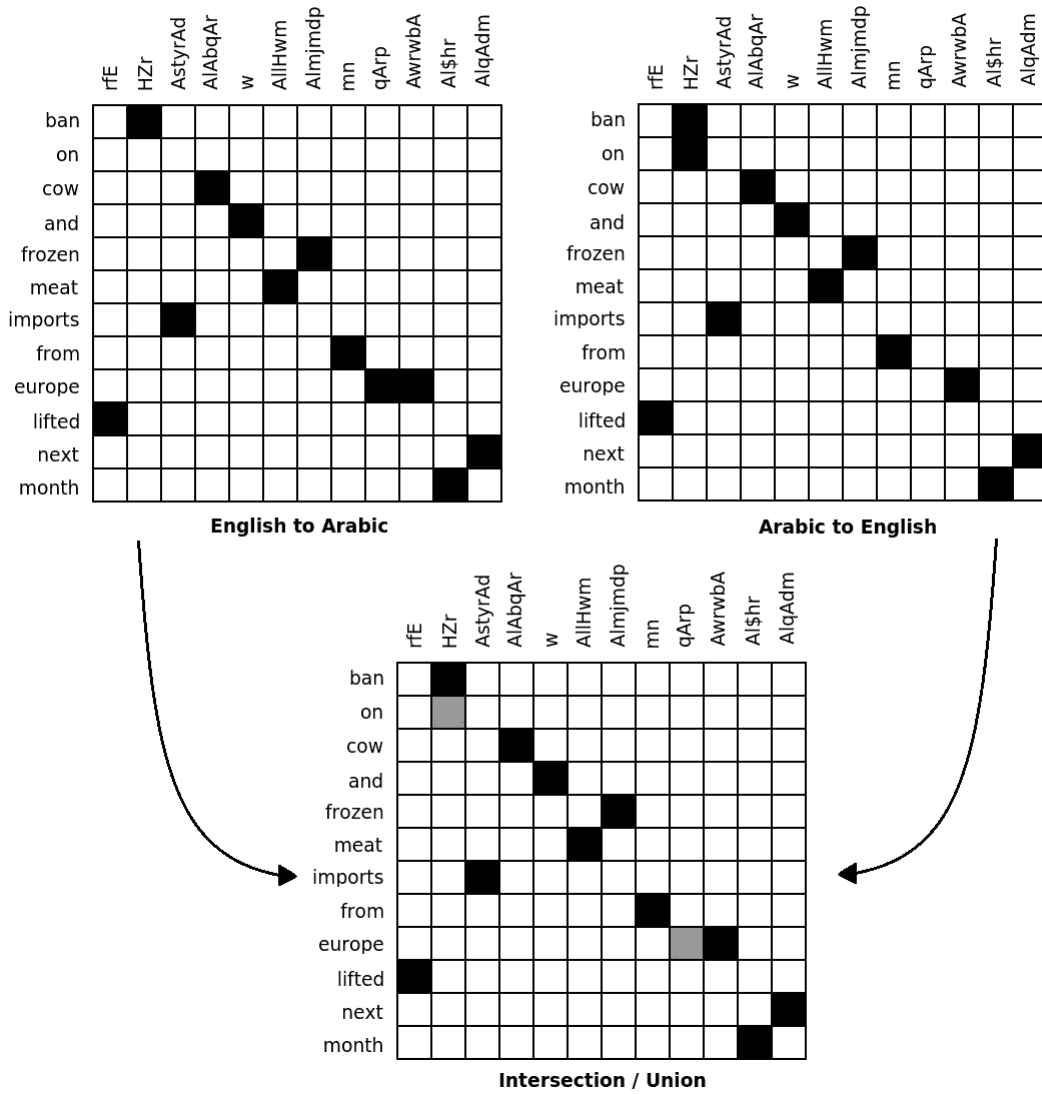 rfE HZr AstyrAd AlAbqAr w AllHwm Almjmdp mn qArp AwrwbA Al$hr AlqAdm
ban
on
cow
and
frozen
meat
imports
from
europe
lifted
next
month
English to Arabic
rfE HZr AstyrAd AlAbqAr w AllHwm Almjmdp mn qArp AwrwbA Al$hr AlqAdm
ban
on
cow
and
frozen
meat
imports
from
europe
lifted
next
month
Arabic to English
rfE HZr AstyrAd AlAbqAr w AllHwm Almjmdp mn qArp AwrwbA Al$hr AlqAdm
ban
on
cow
and
frozen
meat
imports
from
europe
lifted
next
month
Intersection / Union